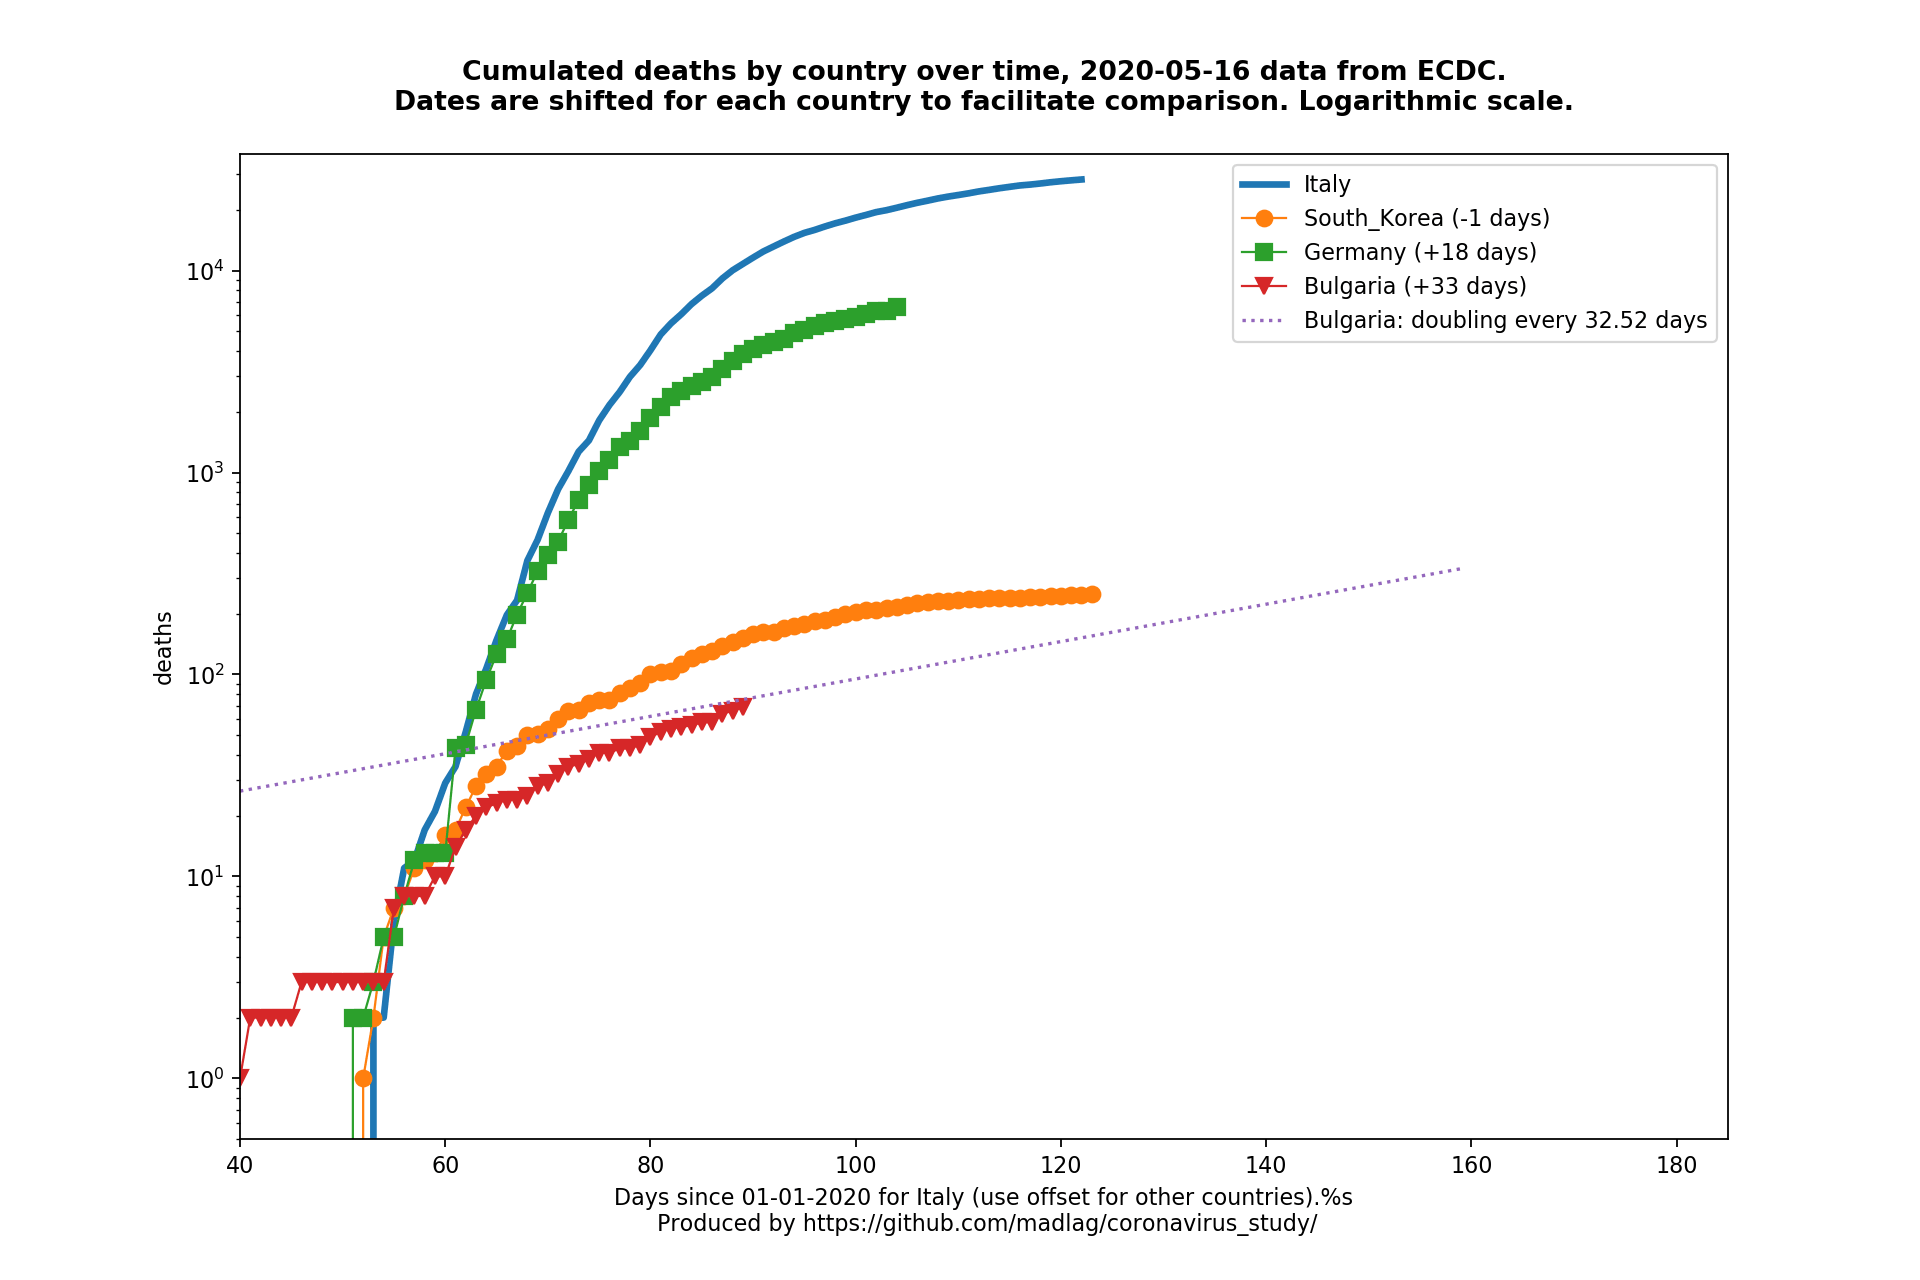 Cumulated deaths by country over time, 2020-05-16 data from ECDC.
Dates are shifted for each country to facilitate comparison. Logarithmic scale.
Italy
South_Korea (-1 days)
Germany (+18 days)
Bulgaria (+33 days)
Bulgaria: doubling every 32.52 days
deaths
10⁴
10³
10²
10¹
10⁰
40 60 80 100 120 140 160 180
Days since 01-01-2020 for Italy (use offset for other countries).%s
Produced by https://github.com/madlag/coronavirus_study/